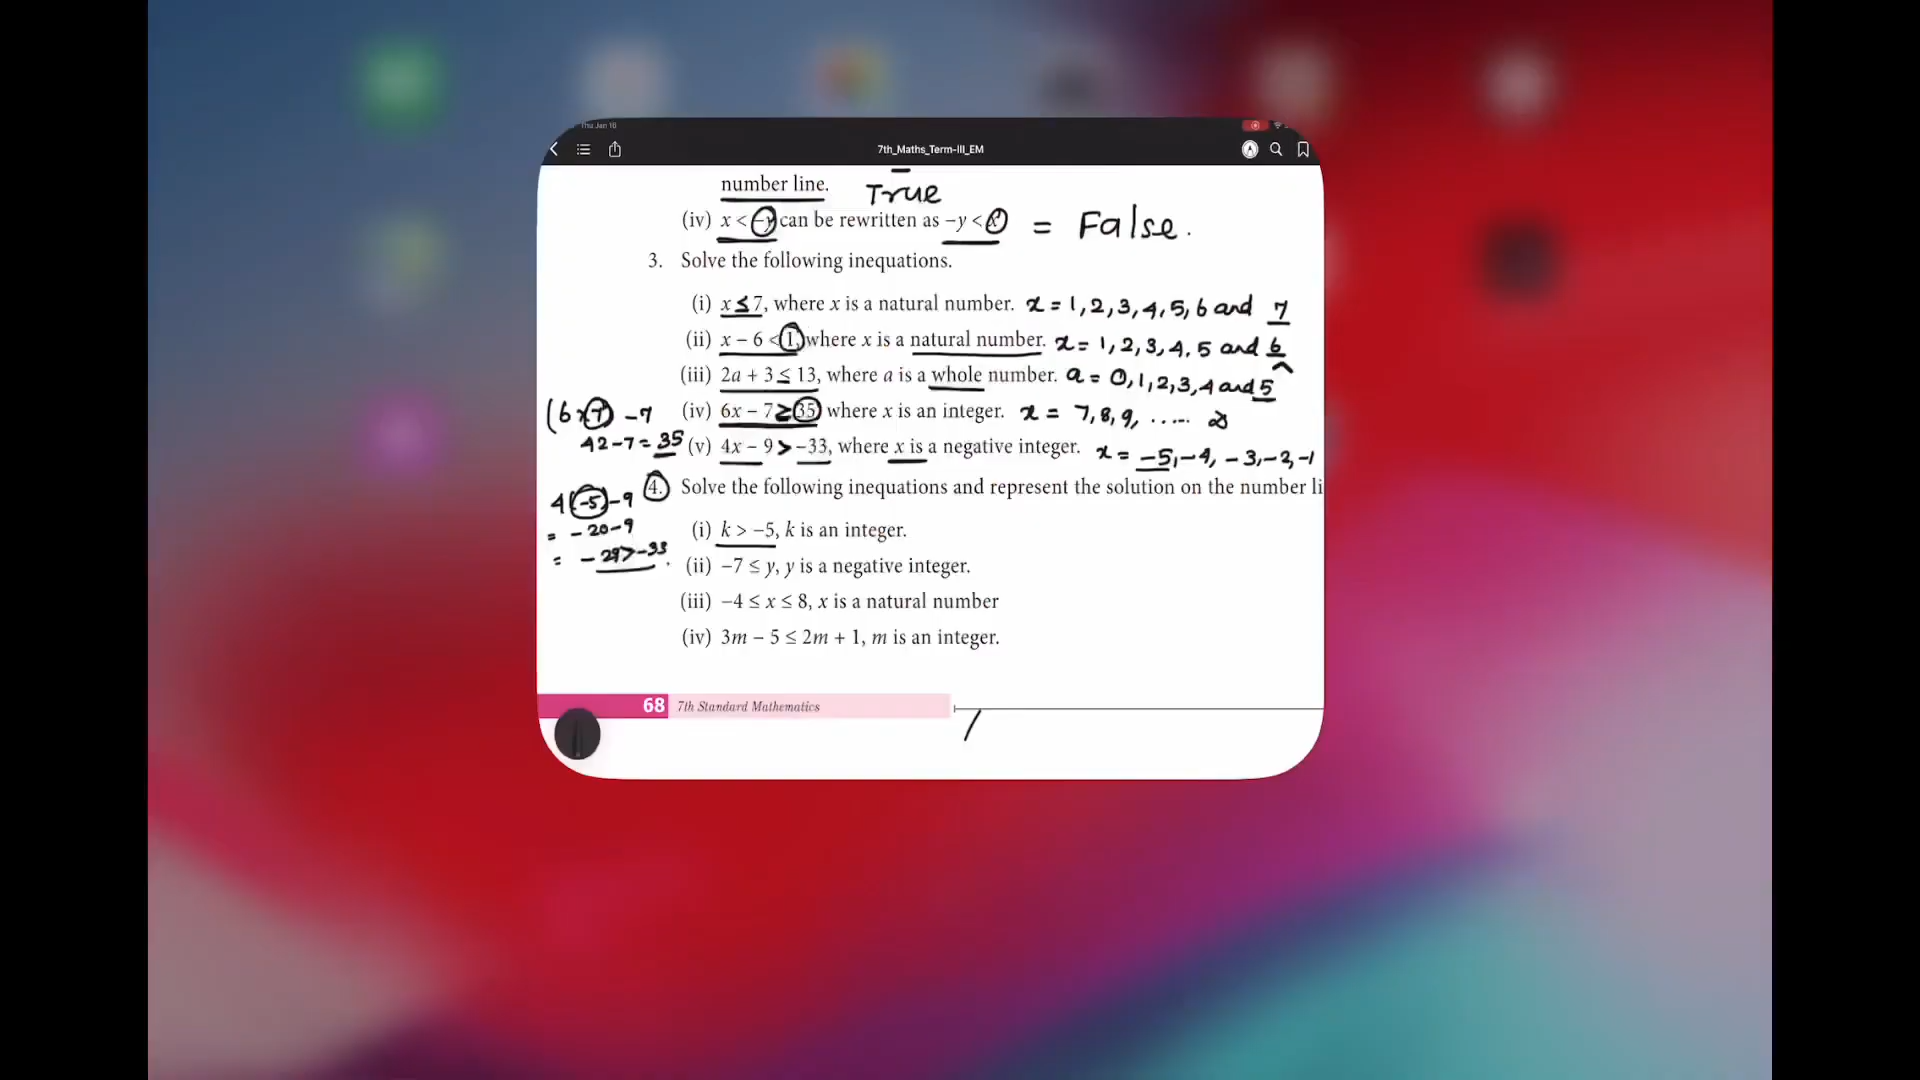 Thu Jan 16
7th_Maths_Term-III_EM
number line. True
(iv) x < -y can be rewritten as -y < x = False.
3. Solve the following inequations.
(i) x ≤ 7, where x is a natural number. x = 1, 2, 3, 4, 5, 6 and 7
(ii) x − 6 < 1, where x is a natural number. x = 1, 2, 3, 4, 5 and 6
(iii) 2a + 3 ≤ 13, where a is a whole number. a = 0, 1, 2, 3, 4 and 5
(6 x 7) -7 (iv) 6x − 7 ≥ 35 where x is an integer. x = 7, 8, 9, ..... ∞
42-7 = 35 (v) 4x − 9 > −33, where x is a negative integer. x = -5, -4, -3, -2, -1
4(-5)-9 4. Solve the following inequations and represent the solution on the number li
= -20-9 (i) k > −5, k is an integer.
= -29>-33. (ii) −7 ≤ y, y is a negative integer.
(iii) −4 ≤ x ≤ 8, x is a natural number
(iv) 3m − 5 ≤ 2m + 1, m is an integer.
68 7th Standard Mathematics